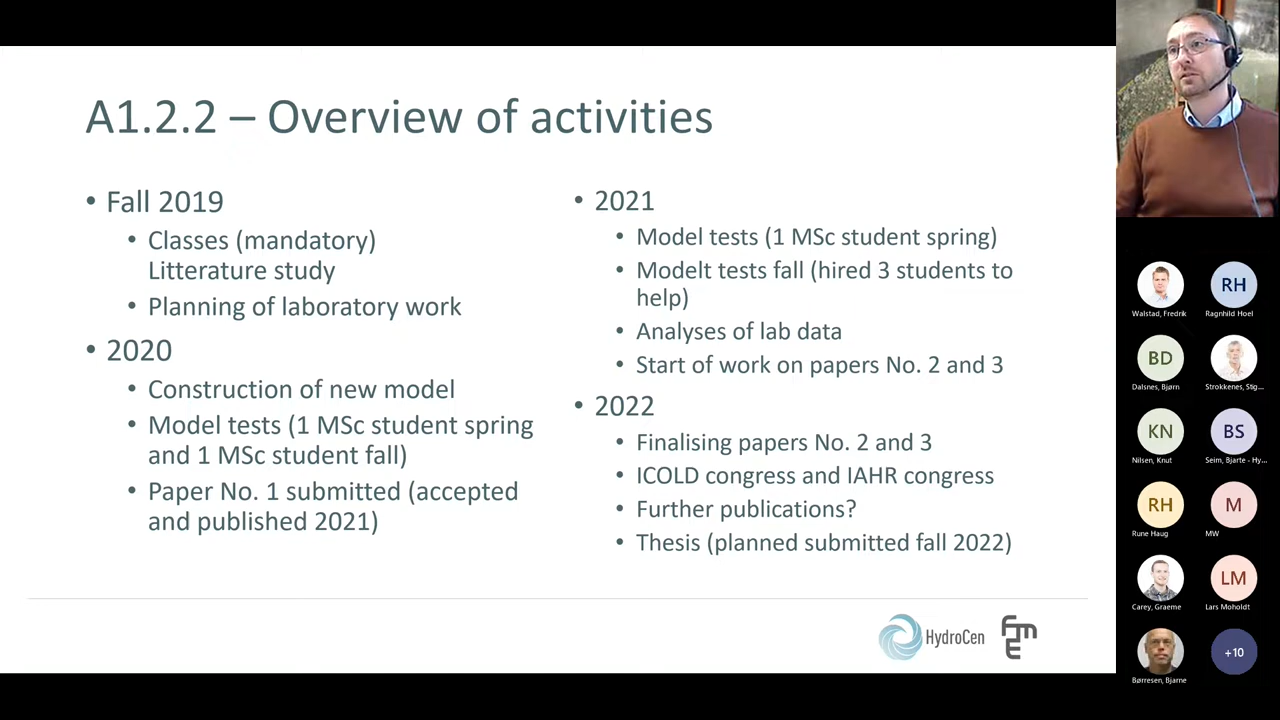 A1.2.2 – Overview of activities
• Fall 2019
• Classes (mandatory)
Litterature study
• Planning of laboratory work
• 2020
• Construction of new model
• Model tests (1 MSc student spring
and 1 MSc student fall)
• Paper No. 1 submitted (accepted
and published 2021)
• 2021
• Model tests (1 MSc student spring)
• Modelt tests fall (hired 3 students to
help)
• Analyses of lab data
• Start of work on papers No. 2 and 3
• 2022
• Finalising papers No. 2 and 3
• ICOLD congress and IAHR congress
• Further publications?
• Thesis (planned submitted fall 2022)
HydroCen
FME
Walstad, Fredrik
RH
Ragnhild Hoel
BD
Dalsnes, Bjørn
Strokkenes, Stig...
KN
Nilsen, Knut
BS
Seim, Bjarte - Hy...
RH
Rune Haug
M
MW
Carey, Graeme
LM
Lars Moholdt
Børresen, Bjarne
+10